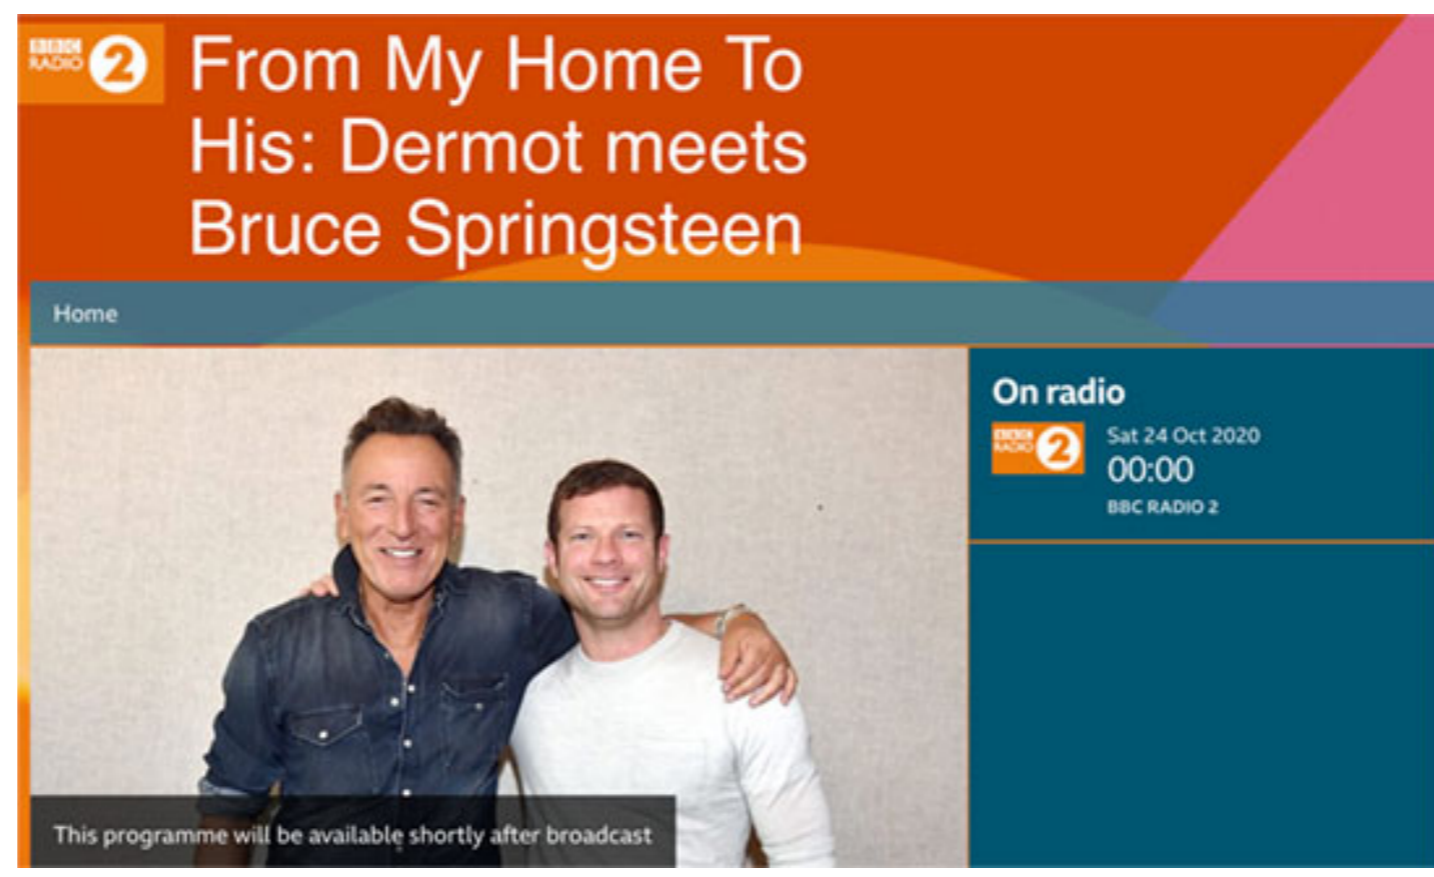 BBC
RADIO 2
From My Home To
His: Dermot meets
Bruce Springsteen
Home
On radio
BBC
RADIO 2
Sat 24 Oct 2020
00:00
BBC RADIO 2
This programme will be available shortly after broadcast